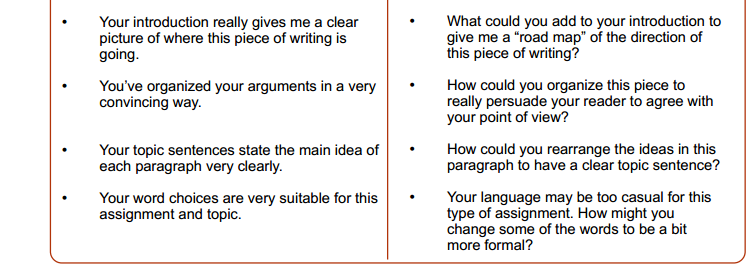 • Your introduction really gives me a clear
picture of where this piece of writing is
going.
• You’ve organized your arguments in a very
convincing way.
• Your topic sentences state the main idea of
each paragraph very clearly.
• Your word choices are very suitable for this
assignment and topic.
• What could you add to your introduction to
give me a “road map” of the direction of
this piece of writing?
• How could you organize this piece to
really persuade your reader to agree with
your point of view?
• How could you rearrange the ideas in this
paragraph to have a clear topic sentence?
• Your language may be too casual for this
type of assignment. How might you
change some of the words to be a bit
more formal?